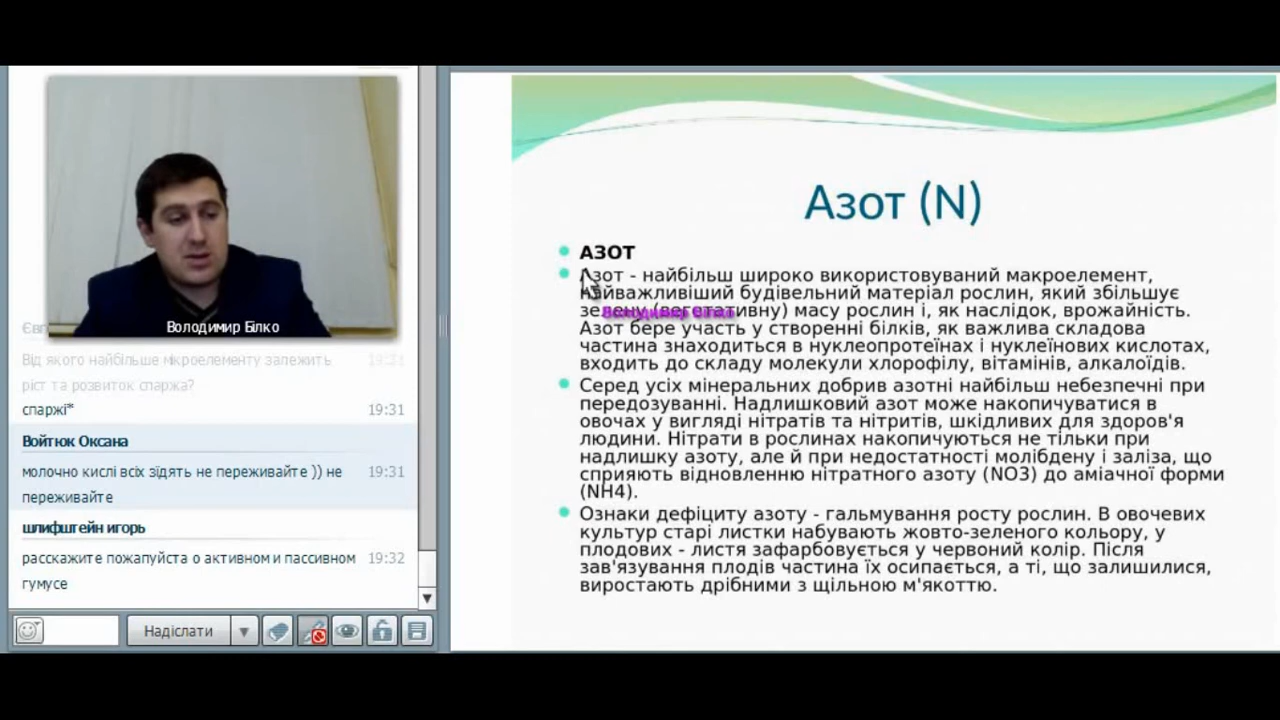 Володимир Білко
Від якого найбільше мікроелементу залежить 19:31
ріст та розвиток спаржа?
спаржі* 19:31
Войтюк Оксана
молочно кислі всіх зїдять не переживайте )) не 19:31
переживайте
шлифштейн игорь
расскажите пожапуйста о активном и пассивном 19:32
гумусе
Надіслати
Азот (N)
АЗОТ
Азот - найбільш широко використовуваний макроелемент,
найважливіший будівельний матеріал рослин, який збільшує
зелену (вегетативну) масу рослин і, як наслідок, врожайність.
Володимир Білко
Азот бере участь у створенні білків, як важлива складова
частина знаходиться в нуклеопротеїнах і нуклеїнових кислотах,
входить до складу молекули хлорофілу, вітамінів, алкалоїдів.
Серед усіх мінеральних добрив азотні найбільш небезпечні при
передозуванні. Надлишковий азот може накопичуватися в
овочах у вигляді нітратів та нітритів, шкідливих для здоров'я
людини. Нітрати в рослинах накопичуються не тільки при
надлишку азоту, але й при недостатності молібдену і заліза, що
сприяють відновленню нітратного азоту (NO3) до аміачної форми
(NH4).
Ознаки дефіциту азоту - гальмування росту рослин. В овочевих
культур старі листки набувають жовто-зеленого кольору, у
плодових - листя зафарбовується у червоний колір. Після
зав'язування плодів частина їх осипається, а ті, що залишилися,
виростають дрібними з щільною м'якоттю.